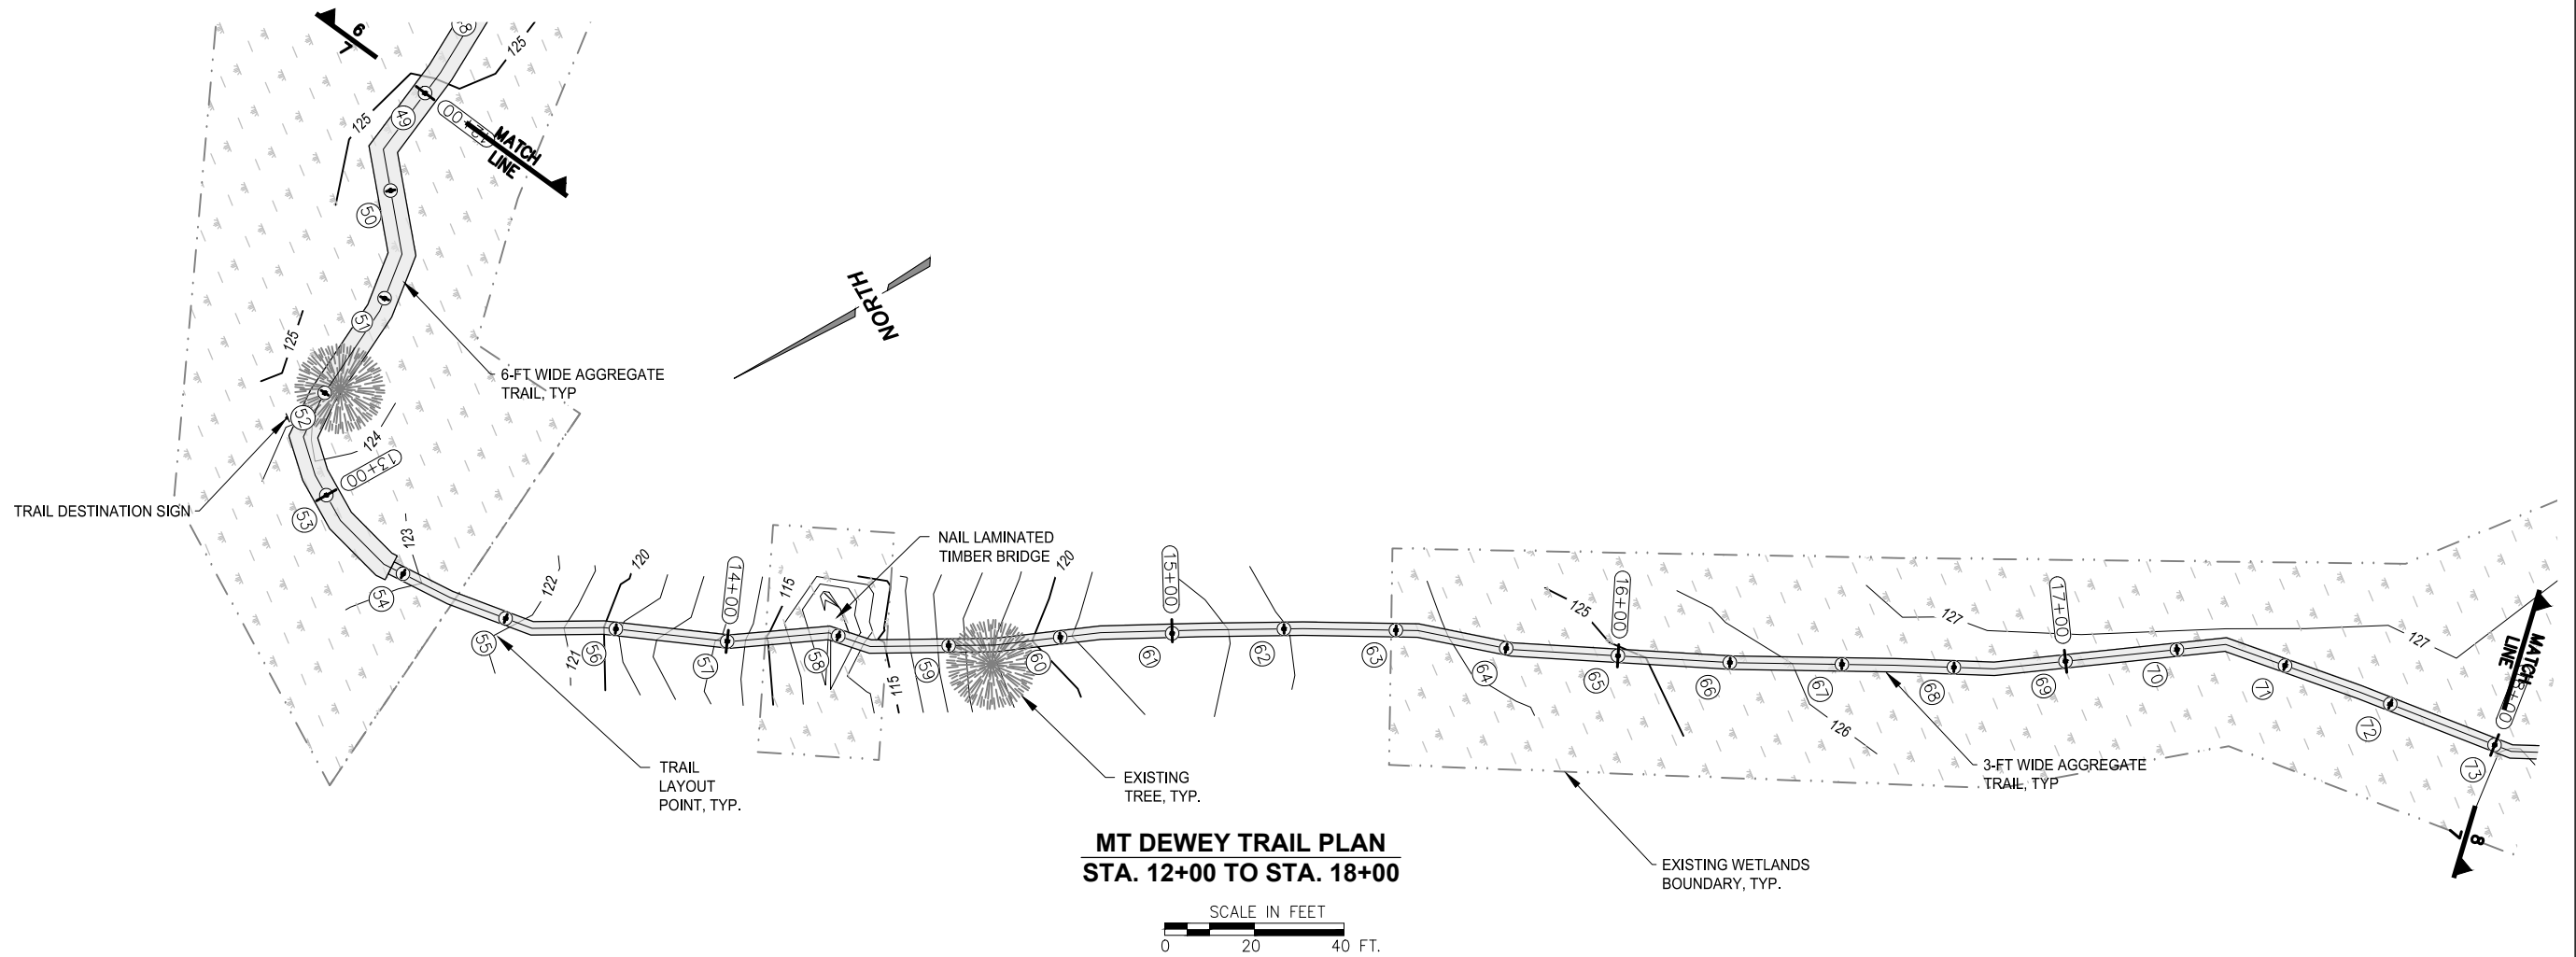 6
7
8
125
125
49
12+00
MATCH
LINE
50
NORTH
51
125
6-FT WIDE AGGREGATE
TRAIL, TYP
52
124
13+00
TRAIL DESTINATION SIGN
53
123
54
122
121
120
55
56
57
14+00
115
NAIL LAMINATED
TIMBER BRIDGE
58
115
59
120
60
15+00
61
62
63
64
125
16+00
65
66
67
126
68
127
17+00
69
70
71
127
72
MATCH
LINE
18+00
73
7
8
TRAIL
LAYOUT
POINT, TYP.
EXISTING
TREE, TYP.
3-FT WIDE AGGREGATE
TRAIL, TYP
EXISTING WETLANDS
BOUNDARY, TYP.
MT DEWEY TRAIL PLAN
STA. 12+00 TO STA. 18+00
SCALE IN FEET
0 20 40 FT.